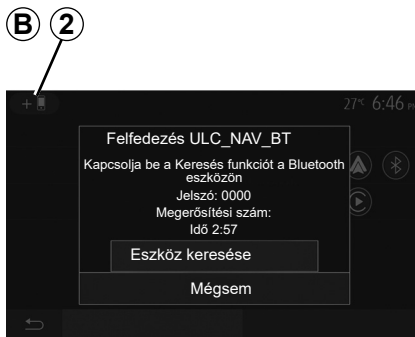 B 2
27°C 6:46 PM
Felfedezés ULC_NAV_BT
Kapcsolja be a Keresés funkciót a Bluetooth
eszközön
Jelszó: 0000
Megerősítési szám:
Idő 2:57
Eszköz keresése
Mégsem